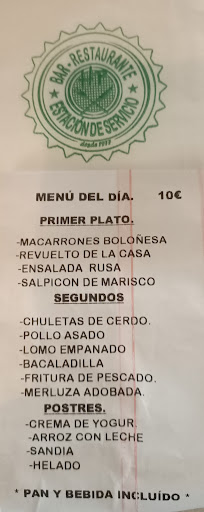 BAR - RESTAURANTE
ESTACIÓN DE SERVICIO
MENÚ DEL DÍA. 10€
PRIMER PLATO.
-MACARRONES BOLOÑESA
-REVUELTO DE LA CASA
-ENSALADA RUSA
-SALPICON DE MARISCO
SEGUNDOS
-CHULETAS DE CERDO.
-POLLO ASADO
-LOMO EMPANADO
-BACALADILLA
-FRITURA DE PESCADO.
-MERLUZA ADOBADA.
POSTRES.
-CREMA DE YOGUR.
-ARROZ CON LECHE
-SANDIA
-HELADO
* PAN Y BEBIDA INCLUÍDO *